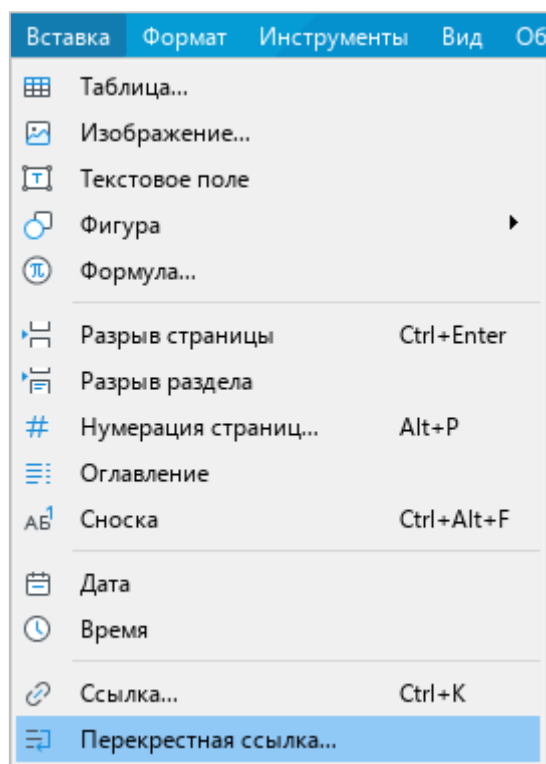 Вставка Формат Инструменты Вид Об
Таблица...
Изображение...
Текстовое поле
Фигура
Формула...
Разрыв страницы Ctrl+Enter
Разрыв раздела
Нумерация страниц... Alt+P
Оглавление
Сноска Ctrl+Alt+F
Дата
Время
Ссылка... Ctrl+K
Перекрестная ссылка...